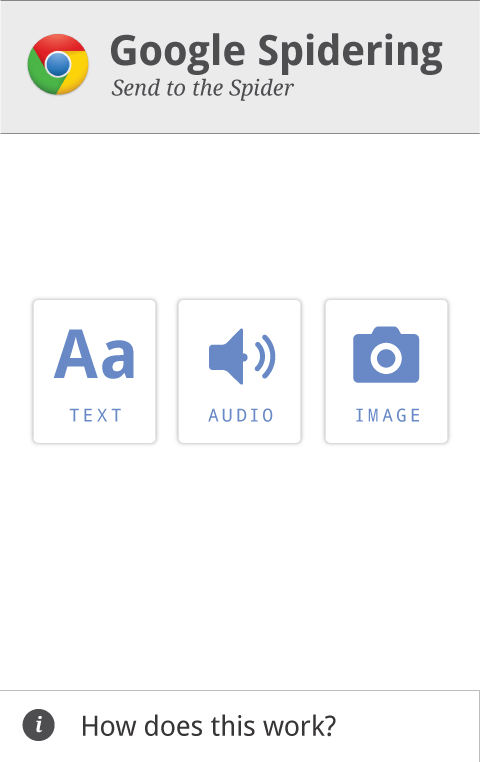 Google Spidering
Send to the Spider
Aa
TEXT
AUDIO
IMAGE
i
How does this work?